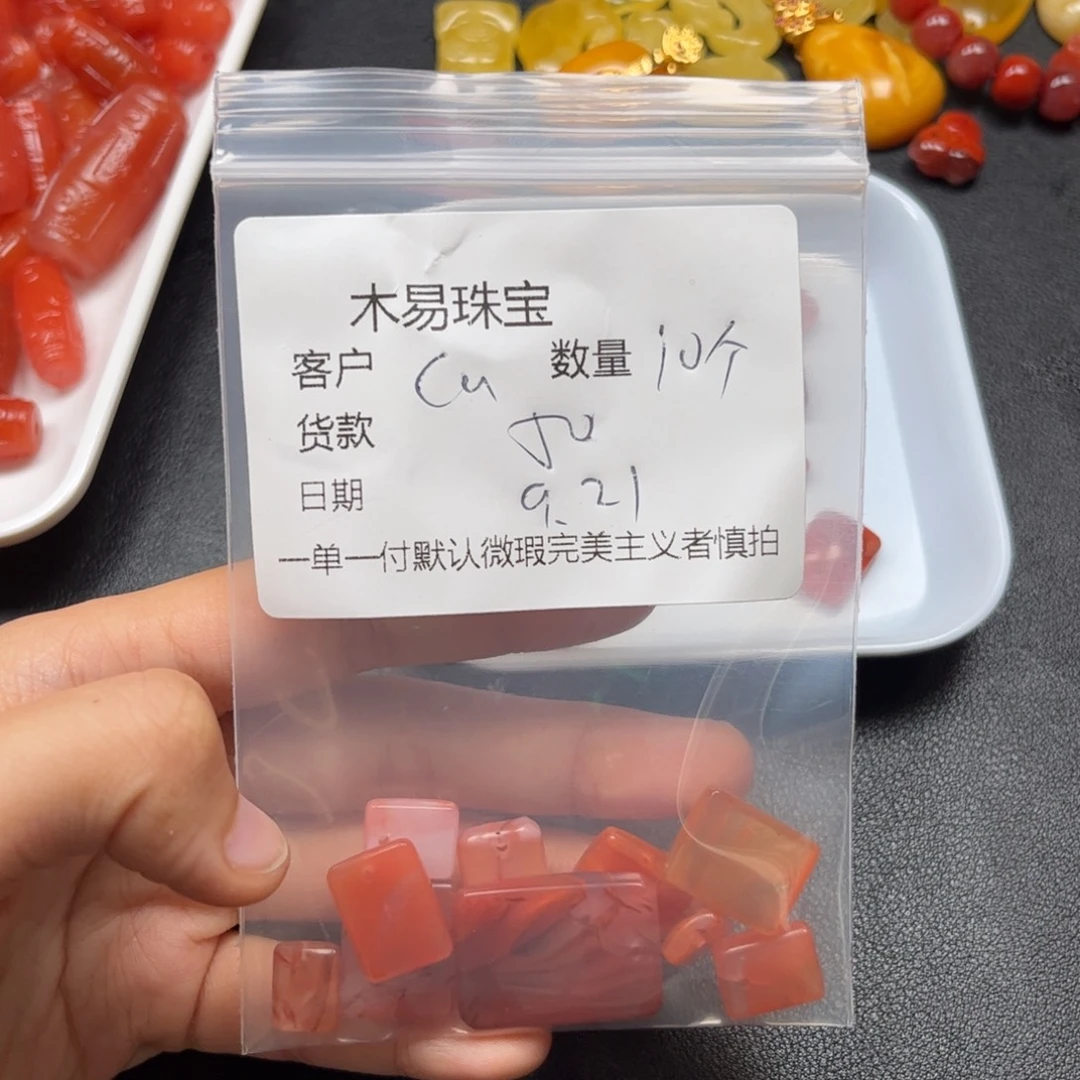 木易珠宝
客户 Cu 数量 10个
货款 50
日期 9.21
一单一付默认微瑕完美主义者慎拍